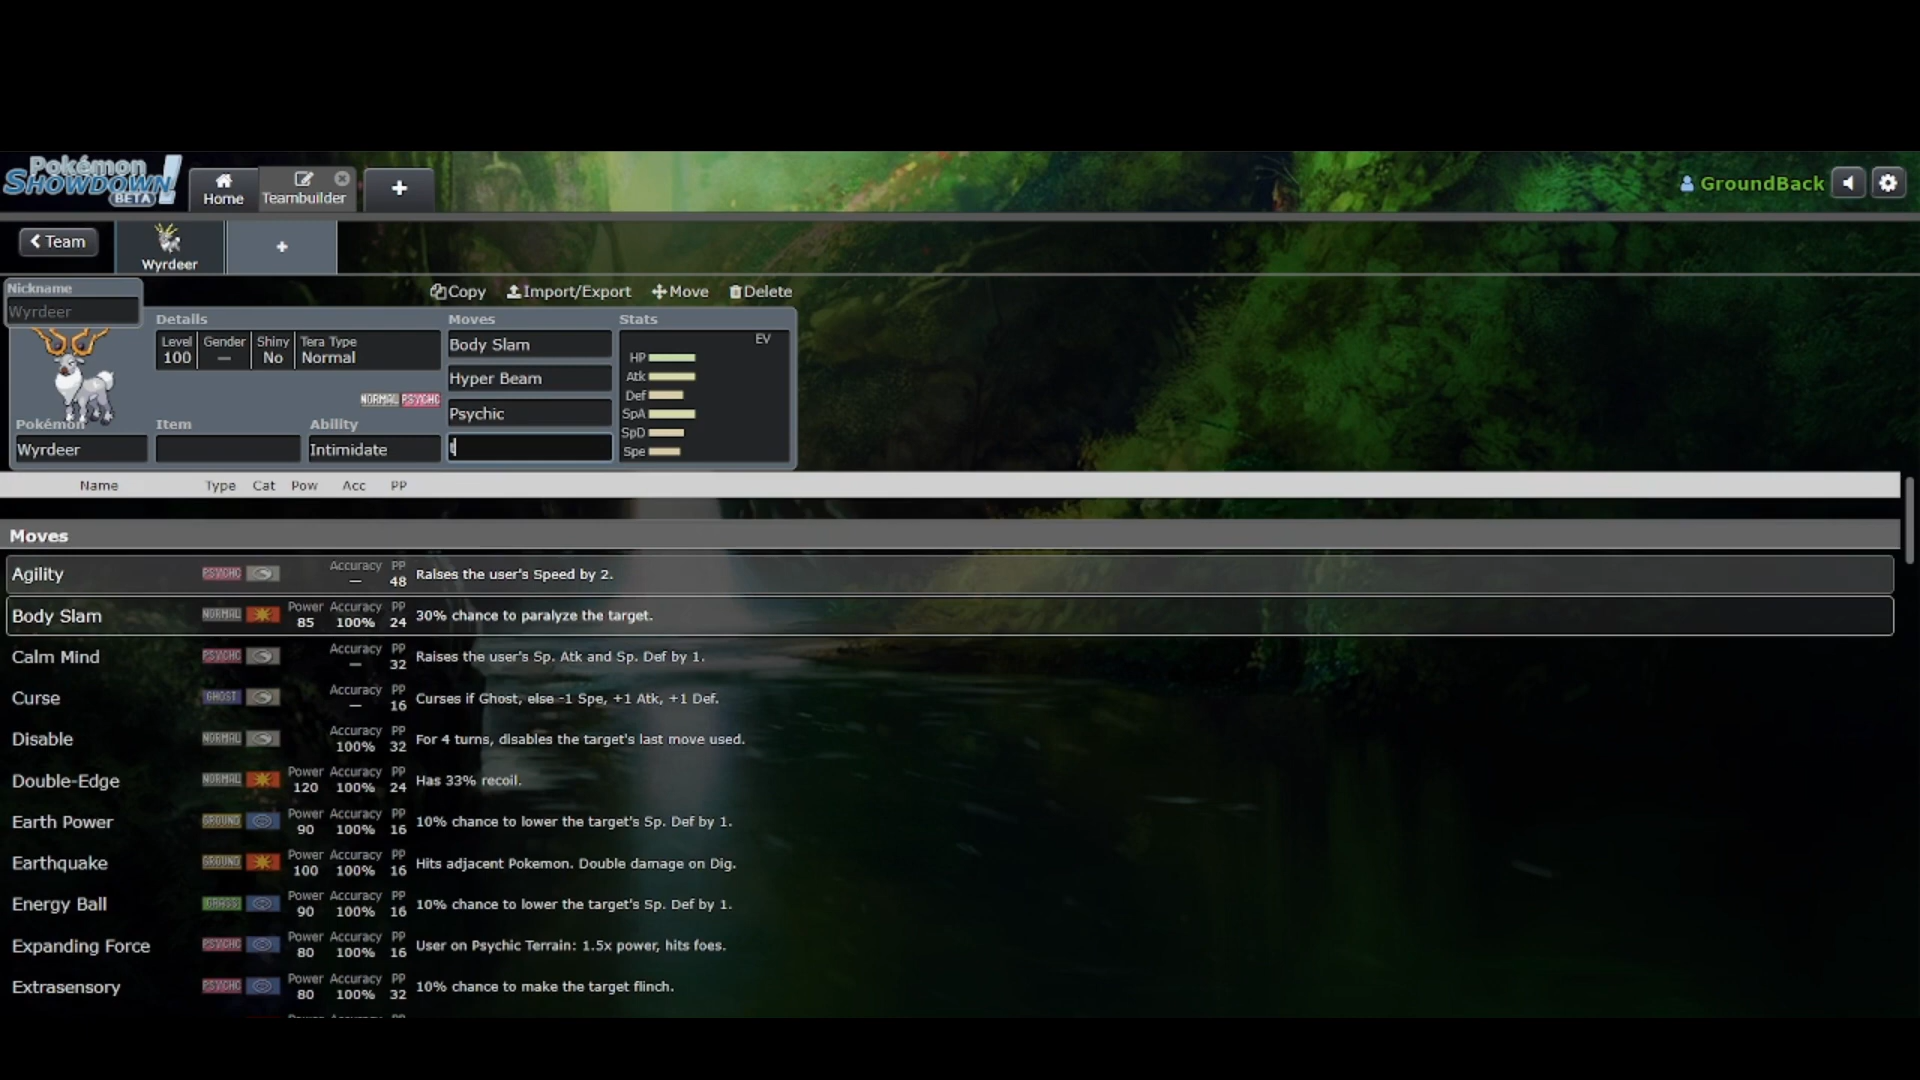 Pokémon
SHOWDOWN!
BETA
Home
Teambuilder
+
GroundBack
Team
Wyrdeer
+
Nickname
Wyrdeer
Copy Import/Export Move Delete
Details
Level
100
Gender
—
Shiny
No
Tera Type
Normal
NORMAL PSYCHC
Pokémon
Wyrdeer
Item
Ability
Intimidate
Moves
Body Slam
Hyper Beam
Psychic
Stats
EV
HP
Atk
Def
SpA
SpD
Spe
Name Type Cat Pow Acc PP
Moves
Agility PSYCHC Accuracy — PP 48 Raises the user's Speed by 2.
Body Slam NORMAL Power 85 Accuracy 100% PP 24 30% chance to paralyze the target.
Calm Mind PSYCHC Accuracy — PP 32 Raises the user's Sp. Atk and Sp. Def by 1.
Curse GHOST Accuracy — PP 16 Curses if Ghost, else -1 Spe, +1 Atk, +1 Def.
Disable NORMAL Accuracy 100% PP 32 For 4 turns, disables the target's last move used.
Double-Edge NORMAL Power 120 Accuracy 100% PP 24 Has 33% recoil.
Earth Power GROUND Power 90 Accuracy 100% PP 16 10% chance to lower the target's Sp. Def by 1.
Earthquake GROUND Power 100 Accuracy 100% PP 16 Hits adjacent Pokemon. Double damage on Dig.
Energy Ball GRASS Power 90 Accuracy 100% PP 16 10% chance to lower the target's Sp. Def by 1.
Expanding Force PSYCHC Power 80 Accuracy 100% PP 16 User on Psychic Terrain: 1.5x power, hits foes.
Extrasensory PSYCHC Power 80 Accuracy 100% PP 32 10% chance to make the target flinch.